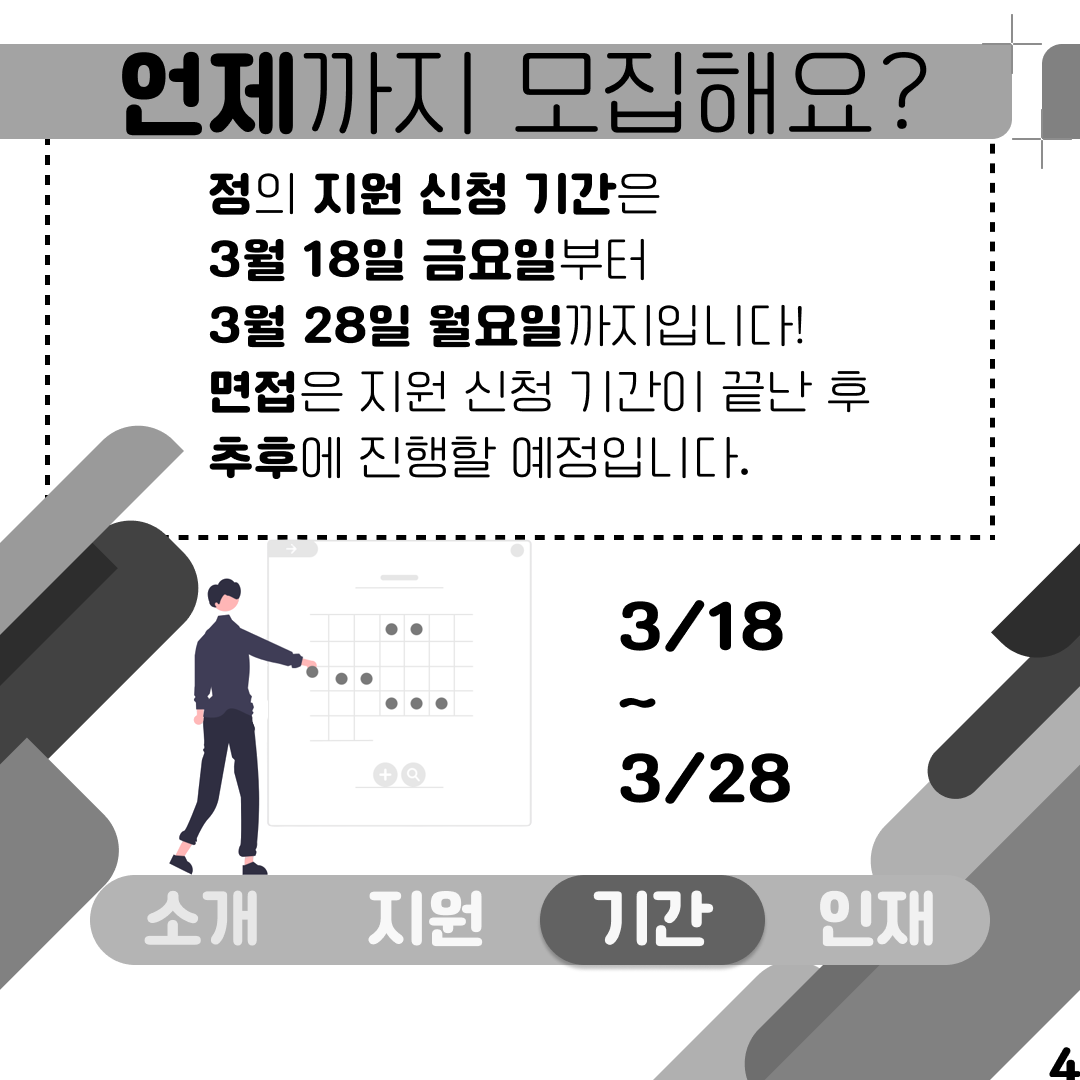 언제까지 모집해요?
정의 지원 신청 기간은
3월 18일 금요일부터
3월 28일 월요일까지입니다!
면접은 지원 신청 기간이 끝난 후
추후에 진행할 예정입니다.
3/18
~
3/28
소개 지원 기간 인재
4